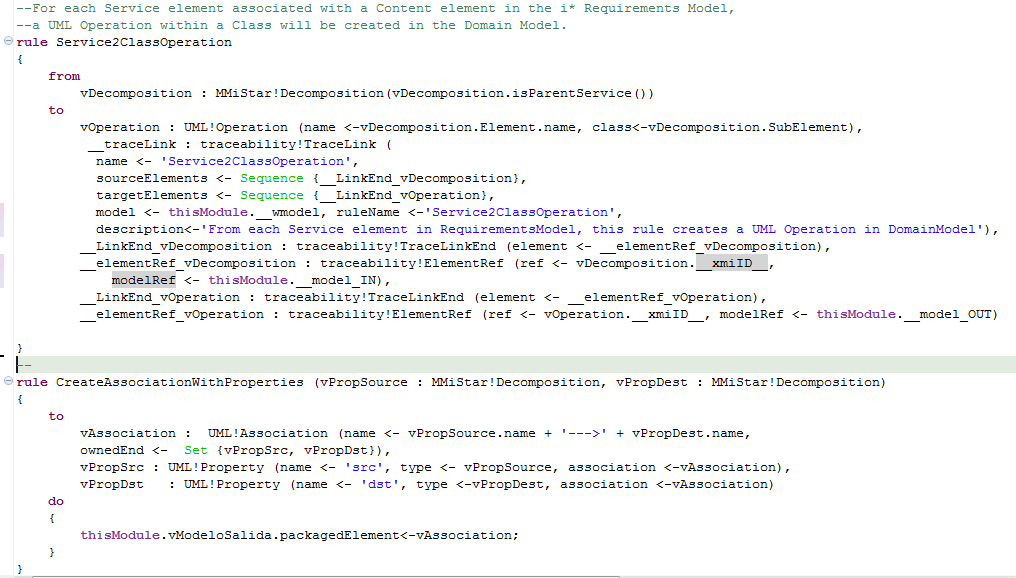 --For each Service element associated with a Content element in the i* Requirements Model,
--a UML Operation within a Class will be created in the Domain Model.
rule Service2ClassOperation
{
from
vDecomposition : MMiStar!Decomposition(vDecomposition.isParentService())
to
vOperation : UML!Operation (name <-vDecomposition.Element.name, class<-vDecomposition.SubElement),
__traceLink : traceability!TraceLink (
name <- 'Service2ClassOperation',
sourceElements <- Sequence {__LinkEnd_vDecomposition},
targetElements <- Sequence {__LinkEnd_vOperation},
model <- thisModule.__wmodel, ruleName <-'Service2ClassOperation',
description<-'From each Service element in RequirementsModel, this rule creates a UML Operation in DomainModel'),
__LinkEnd_vDecomposition : traceability!TraceLinkEnd (element <- __elementRef_vDecomposition),
__elementRef_vDecomposition : traceability!ElementRef (ref <- vDecomposition.__xmiID__,
modelRef <- thisModule.__model_IN),
__LinkEnd_vOperation : traceability!TraceLinkEnd (element <- __elementRef_vOperation),
__elementRef_vOperation : traceability!ElementRef (ref <- vOperation.__xmiID__, modelRef <- thisModule.__model_OUT)
}
--
rule CreateAssociationWithProperties (vPropSource : MMiStar!Decomposition, vPropDest : MMiStar!Decomposition)
{
to
vAssociation : UML!Association (name <- vPropSource.name + '--->' + vPropDest.name,
ownedEnd <- Set {vPropSrc, vPropDst}),
vPropSrc : UML!Property (name <- 'src', type <- vPropSource, association <-vAssociation),
vPropDst : UML!Property (name <- 'dst', type <-vPropDest, association <-vAssociation)
do
{
thisModule.vModeloSalida.packagedElement<-vAssociation;
}
}